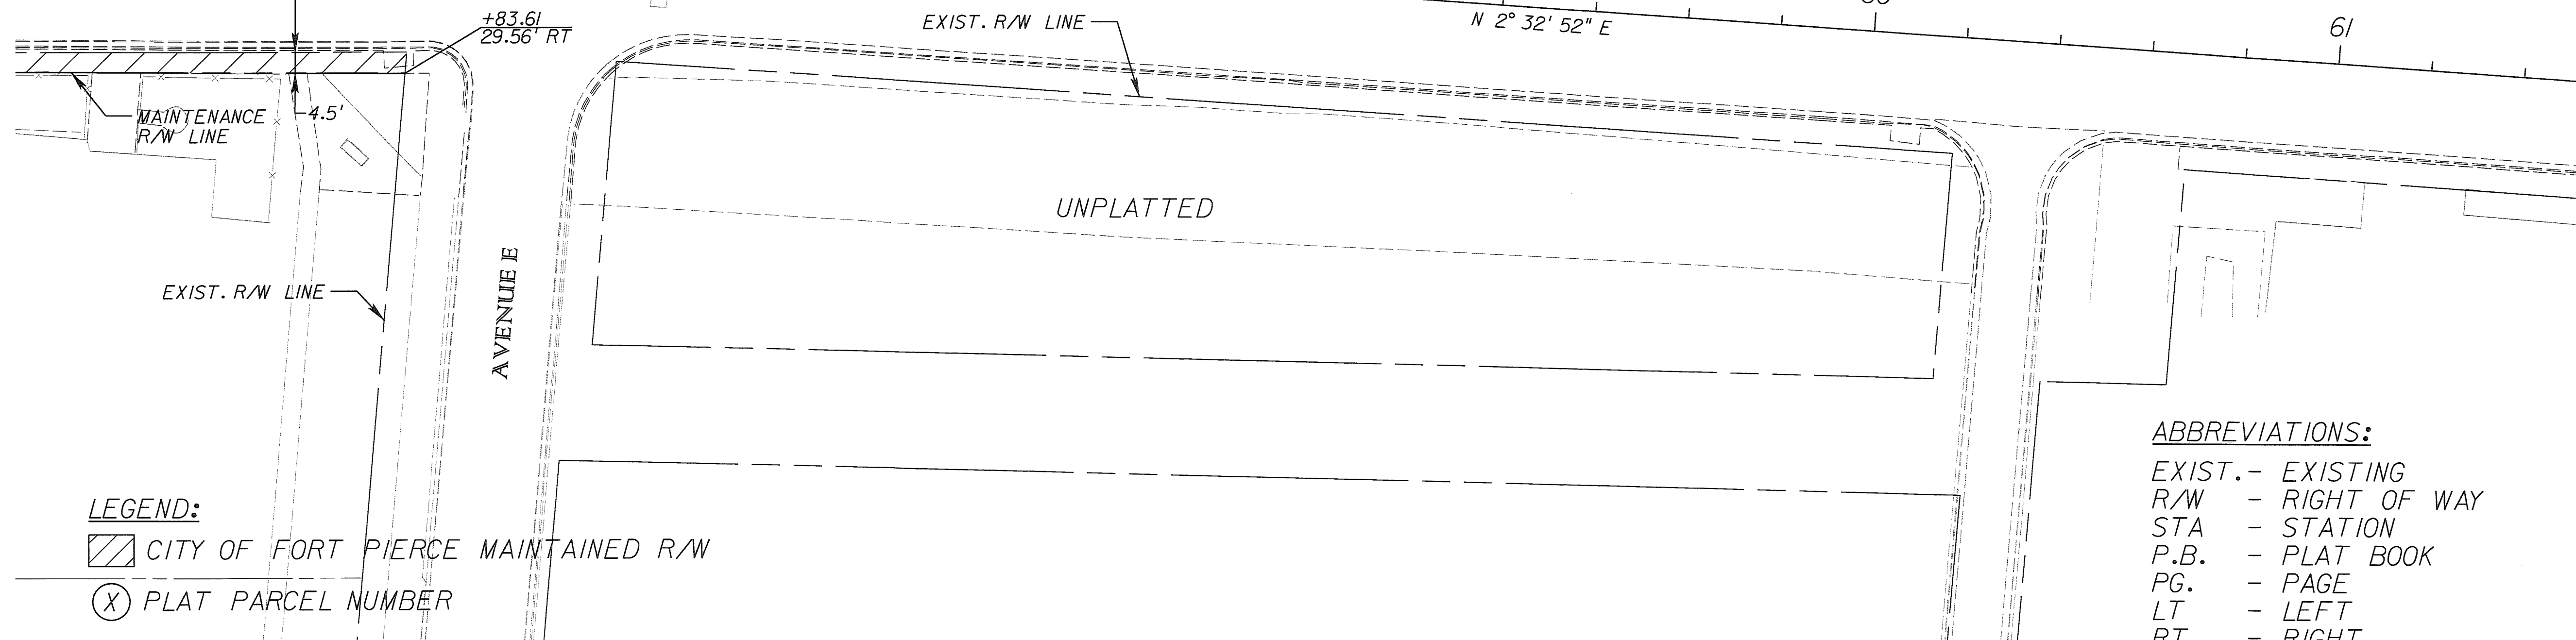 +83.61
29.56' RT
EXIST. R/W LINE
N 2° 32' 52" E
61
MAINTENANCE
R/W LINE
4.5'
UNPLATTED
EXIST. R/W LINE
AVENUE E
LEGEND:
CITY OF FORT PIERCE MAINTAINED R/W
X PLAT PARCEL NUMBER
ABBREVIATIONS:
EXIST. - EXISTING
R/W - RIGHT OF WAY
STA - STATION
P.B. - PLAT BOOK
PG. - PAGE
LT - LEFT
RT - RIGHT